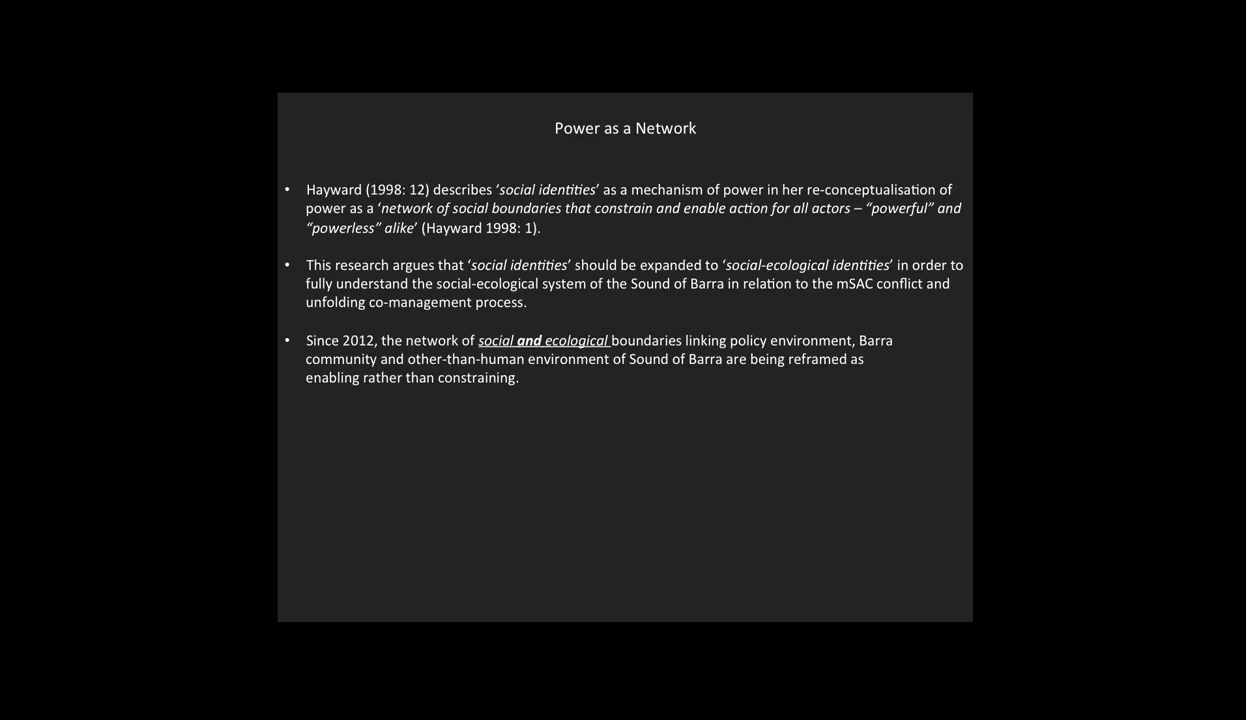 Power as a Network
• Hayward (1998: 12) describes ‘social identities’ as a mechanism of power in her re-conceptualisation of
power as a ‘network of social boundaries that constrain and enable action for all actors – “powerful” and
“powerless” alike’ (Hayward 1998: 1).
• This research argues that ‘social identities’ should be expanded to ‘social-ecological identities’ in order to
fully understand the social-ecological system of the Sound of Barra in relation to the mSAC conflict and
unfolding co-management process.
• Since 2012, the network of social and ecological boundaries linking policy environment, Barra
community and other-than-human environment of Sound of Barra are being reframed as
enabling rather than constraining.